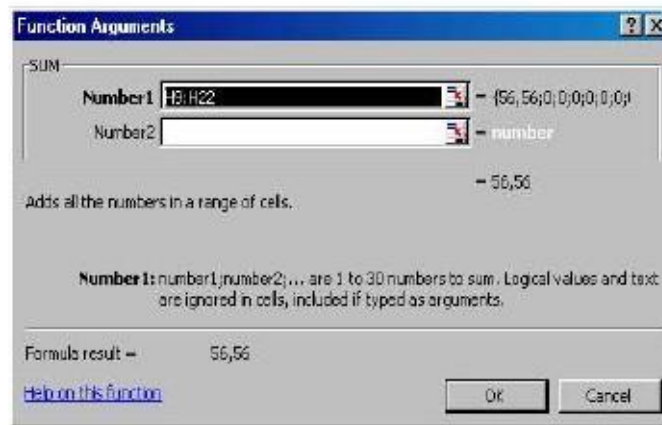 Function Arguments
SUM
Number1 H9:H22 = {56,56;0;0;0;0;0;0;
Number2 = number
= 56,56
Adds all the numbers in a range of cells.
Number1: number1;number2;... are 1 to 30 numbers to sum. Logical values and text
are ignored in cells, included if typed as arguments.
Formula result = 56,56
Help on this function
OK Cancel